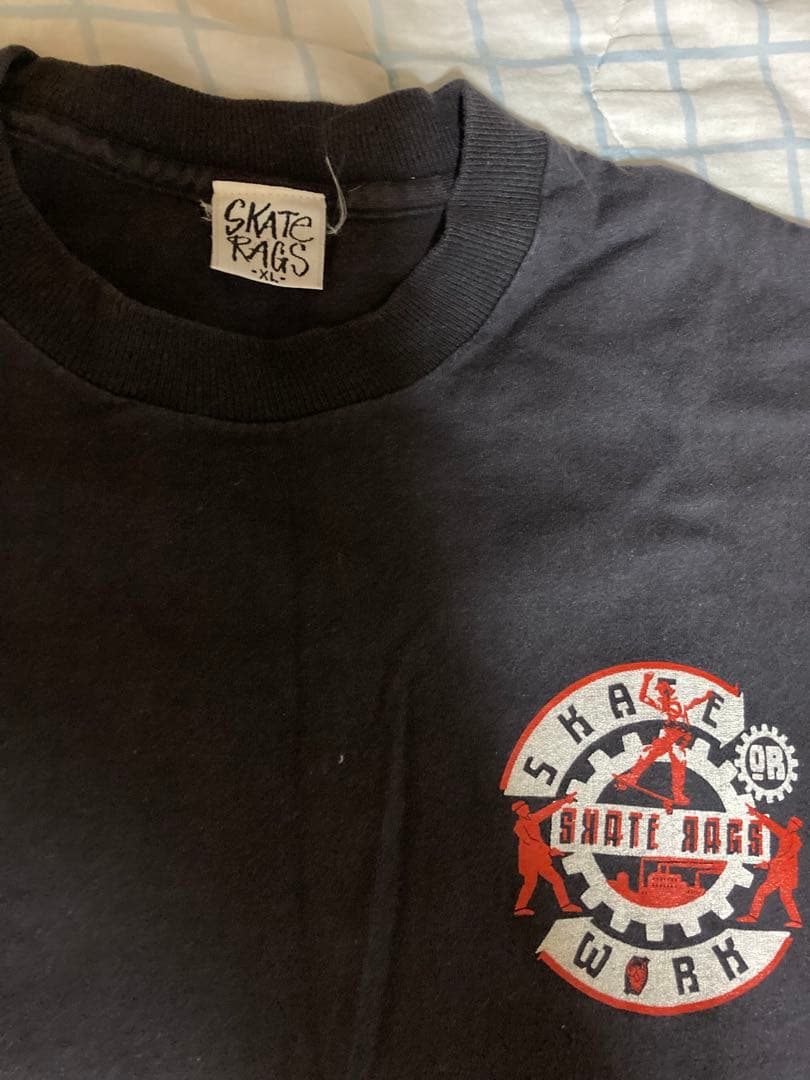 SKATE
RAGS
-XL-
SKATE
OR
SKATE RAGS
WORK